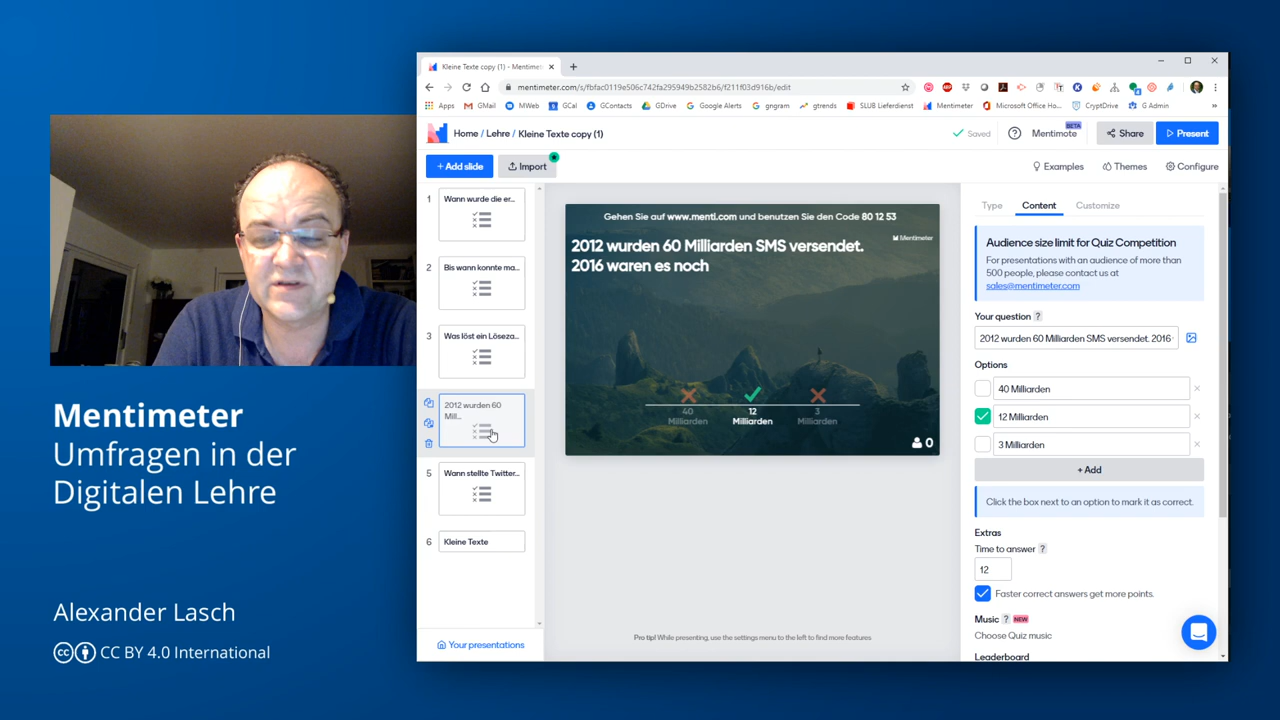 Mentimeter
Umfragen in der
Digitalen Lehre
Alexander Lasch
CC BY 4.0 International
Kleine Texte copy (1) – Mentime
mentimeter.com/s/fbfac0119e506c742fa295949b2582b6/f211f03d916b/edit
Apps GMail MWeb GCal GContacts GDrive Google Alerts gngram gtrends SLUB Lieferdienst Mentimeter Microsoft Office Ho... CryptDrive G Admin »
Home / Lehre / Kleine Texte copy (1)
Saved
Mentimote
BETA
Share
Present
+ Add slide
Import
Examples
Themes
Configure
1
Wann wurde die er...
2
Bis wann konnte ma...
3
Was löst ein Löseza...
2012 wurden 60
Mill...
5
Wann stellte Twitter...
6
Kleine Texte
Your presentations
Gehen Sie auf www.menti.com und benutzen Sie den Code 80 12 53
Mentimeter
2012 wurden 60 Milliarden SMS versendet.
2016 waren es noch
40
Milliarden
12
Milliarden
3
Milliarden
0
Pro tip! While presenting, use the settings menu to the left to find more features
Type Content Customize
Audience size limit for Quiz Competition
For presentations with an audience of more than
500 people, please contact us at
sales@mentimeter.com
Your question ?
2012 wurden 60 Milliarden SMS versendet. 2016
Options
40 Milliarden
12 Milliarden
3 Milliarden
+ Add
Click the box next to an option to mark it as correct.
Extras
Time to answer ?
12
Faster correct answers get more points.
Music ? NEW
Choose Quiz music
Leaderboard